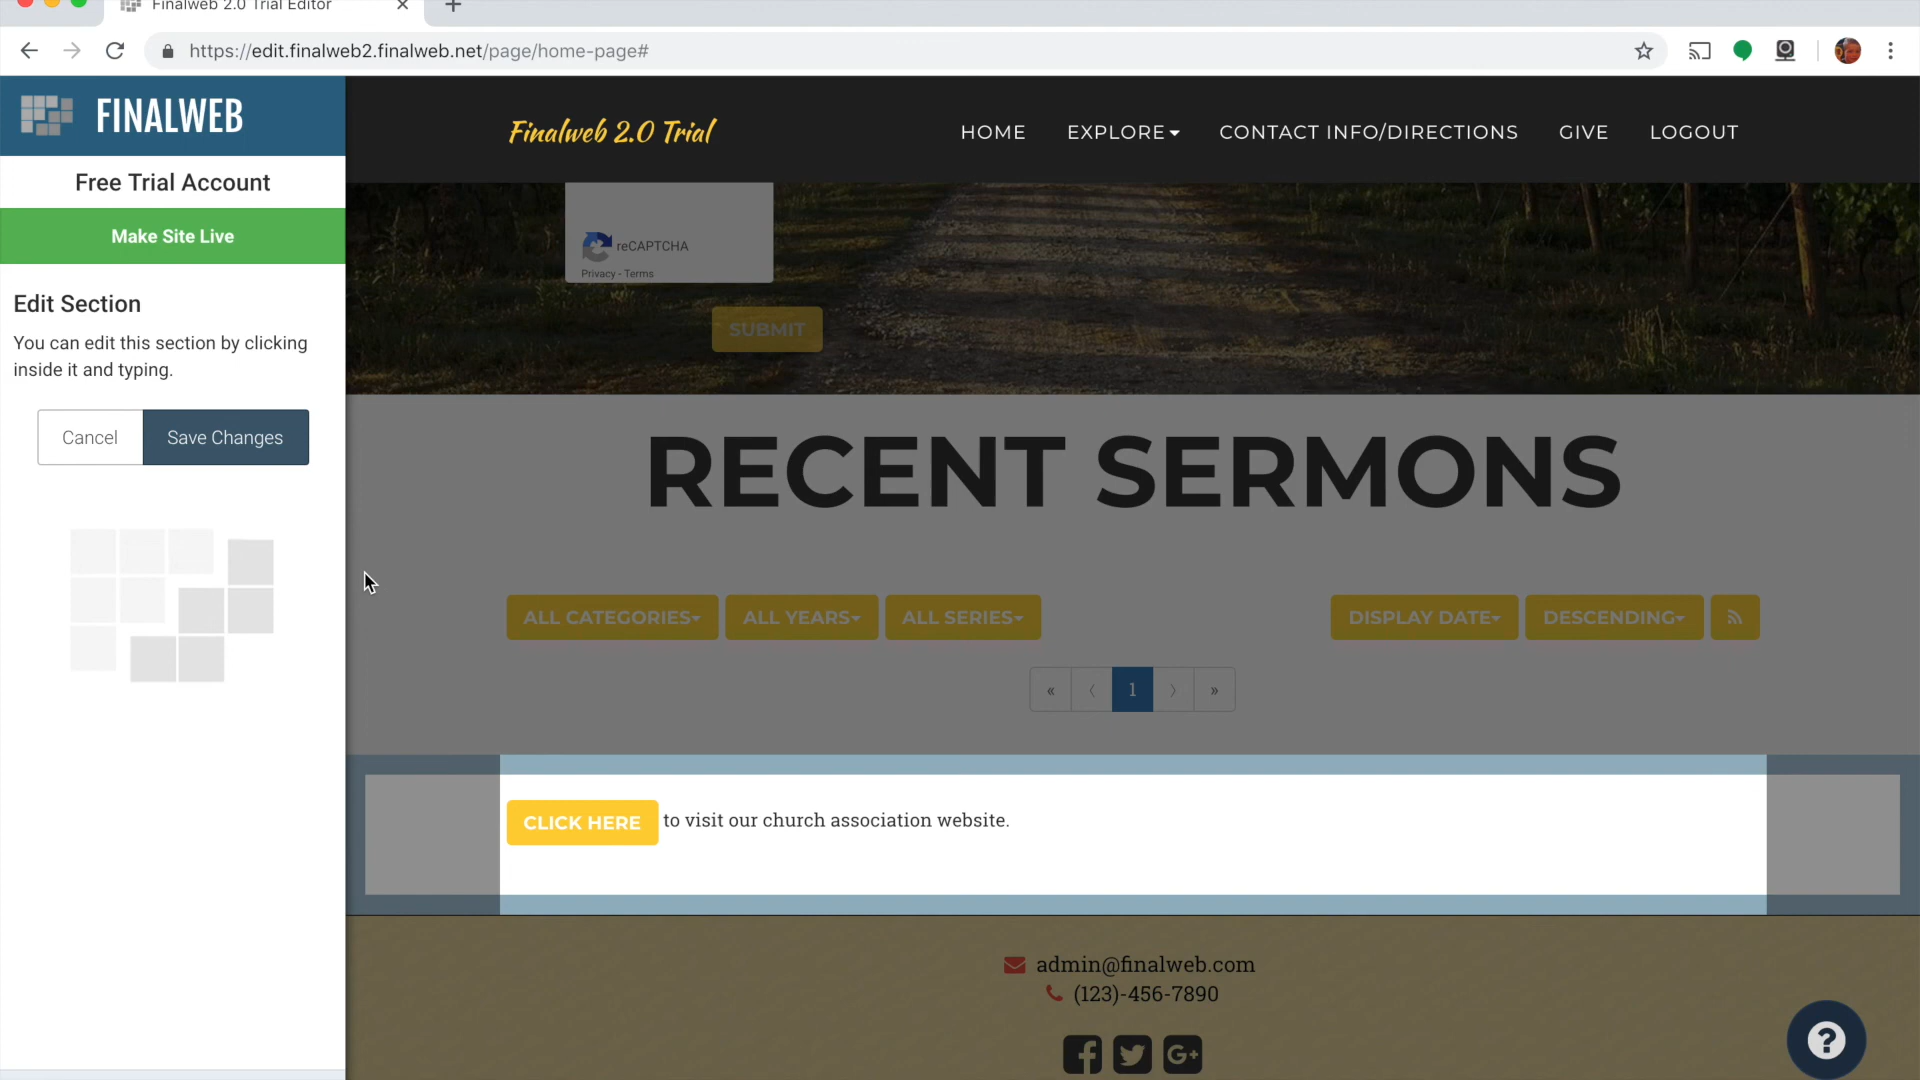 Finalweb 2.0 Trial Editor
https://edit.finalweb2.finalweb.net/page/home-page#
FINALWEB
Free Trial Account
Make Site Live
Edit Section
You can edit this section by clicking
inside it and typing.
Cancel
Save Changes
Finalweb 2.0 Trial
HOME
EXPLORE
CONTACT INFO/DIRECTIONS
GIVE
LOGOUT
reCAPTCHA
Privacy - Terms
SUBMIT
RECENT SERMONS
ALL CATEGORIES
ALL YEARS
ALL SERIES
DISPLAY DATE
DESCENDING
« ‹ 1 › »
CLICK HERE to visit our church association website.
admin@finalweb.com
(123)-456-7890